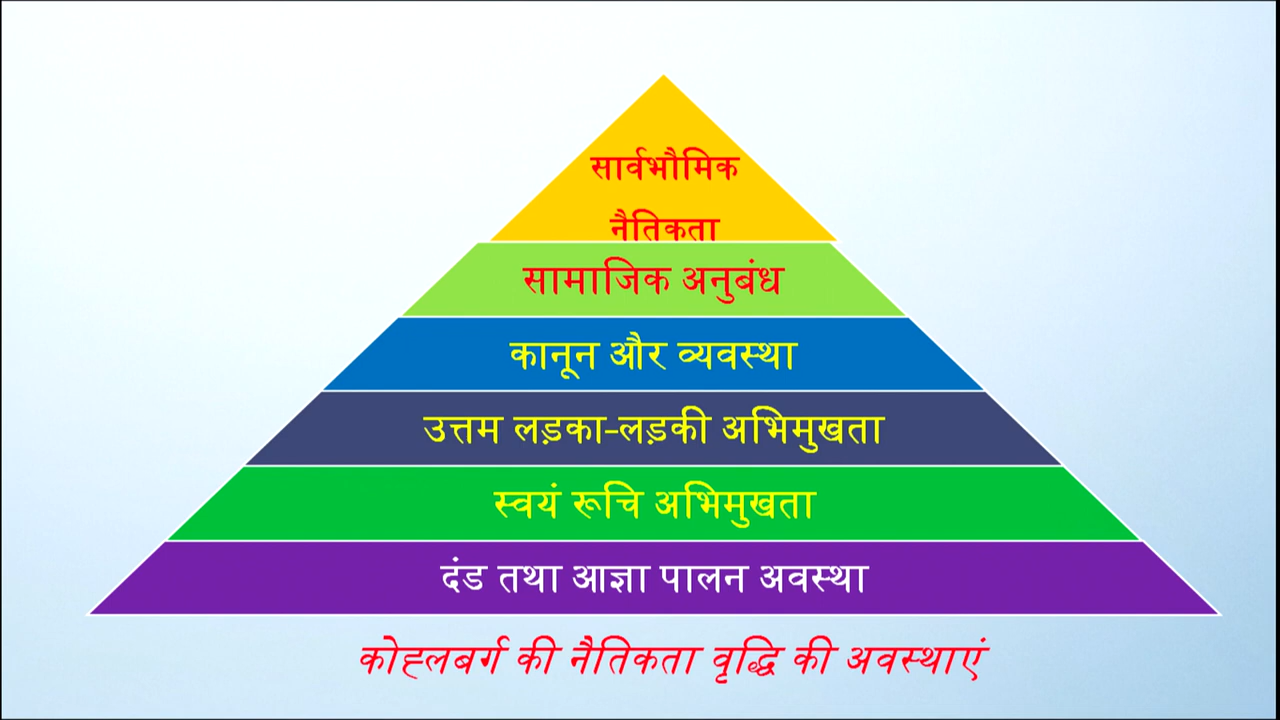 सार्वभौमिक
नैतिकता
सामाजिक अनुबंध
कानून और व्यवस्था
उत्तम लड़का-लड़की अभिमुखता
स्वयं रूचि अभिमुखता
दंड तथा आज्ञा पालन अवस्था
कोह्लबर्ग की नैतिकता वृद्धि की अवस्थाएं